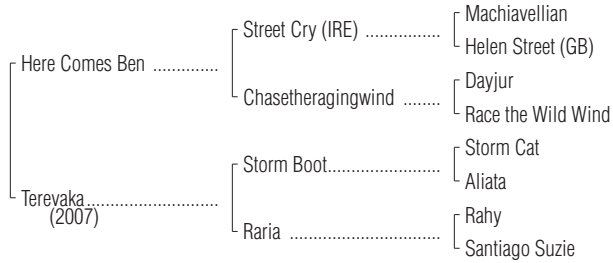 Machiavellian
Street Cry (IRE) ................
Helen Street (GB)
Here Comes Ben ..............
Dayjur
Chasetheragingwind ........
Race the Wild Wind
Storm Cat
Storm Boot.......................
Aliata
Terevaka............................
(2007)
Rahy
Raria ................................
Santiago Suzie